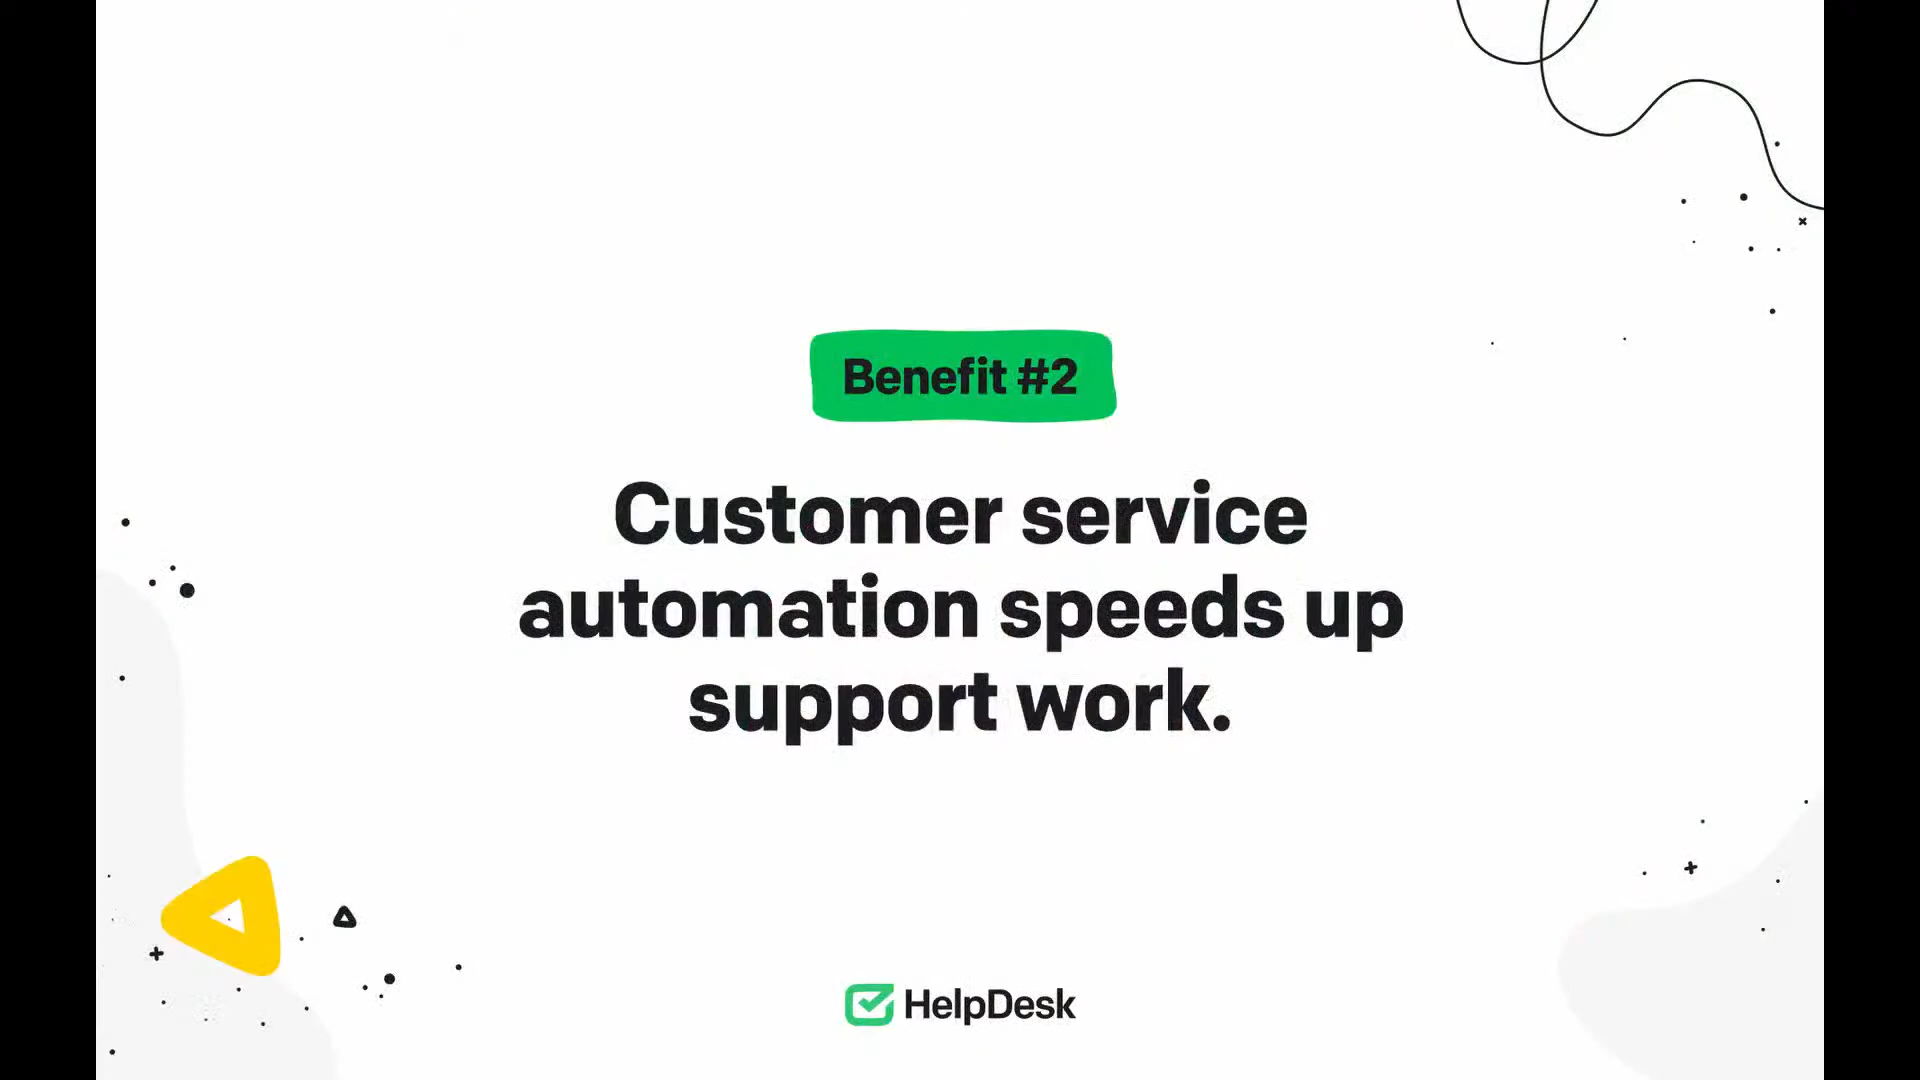 Benefit #2
Customer service
automation speeds up
support work.
HelpDesk